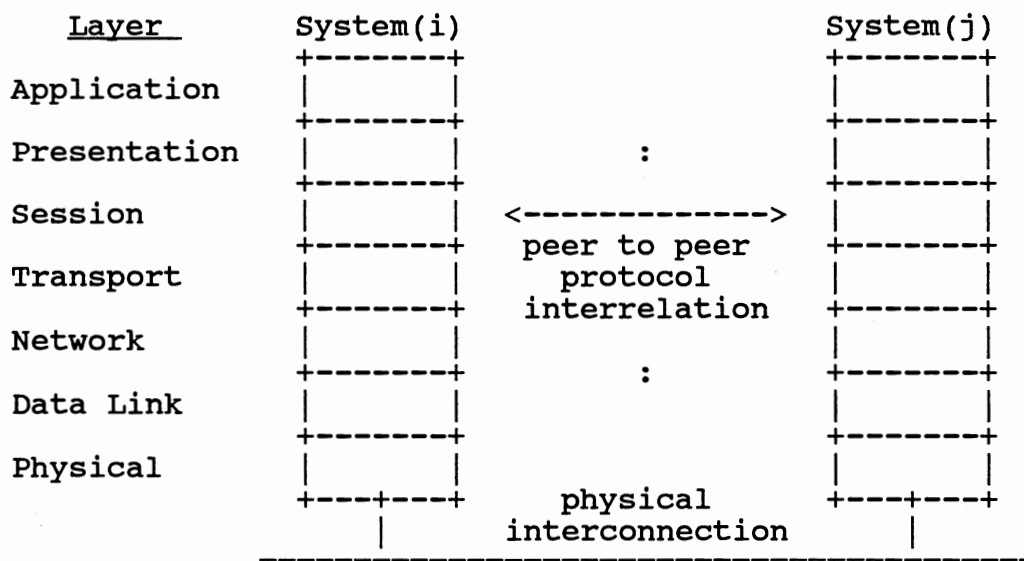 Layer System(i) System(j)
+--------+ +--------+
Application | | | |
+--------+ +--------+
Presentation | | : | |
+--------+ +--------+
Session | | <-------------> | |
+--------+ peer to peer +--------+
Transport | | protocol | |
+--------+ interrelation +--------+
Network | | | |
+--------+ : +--------+
Data Link | | | |
+--------+ +--------+
Physical | | | |
+---+---+ physical +---+---+
| interconnection |
------------------------------------------